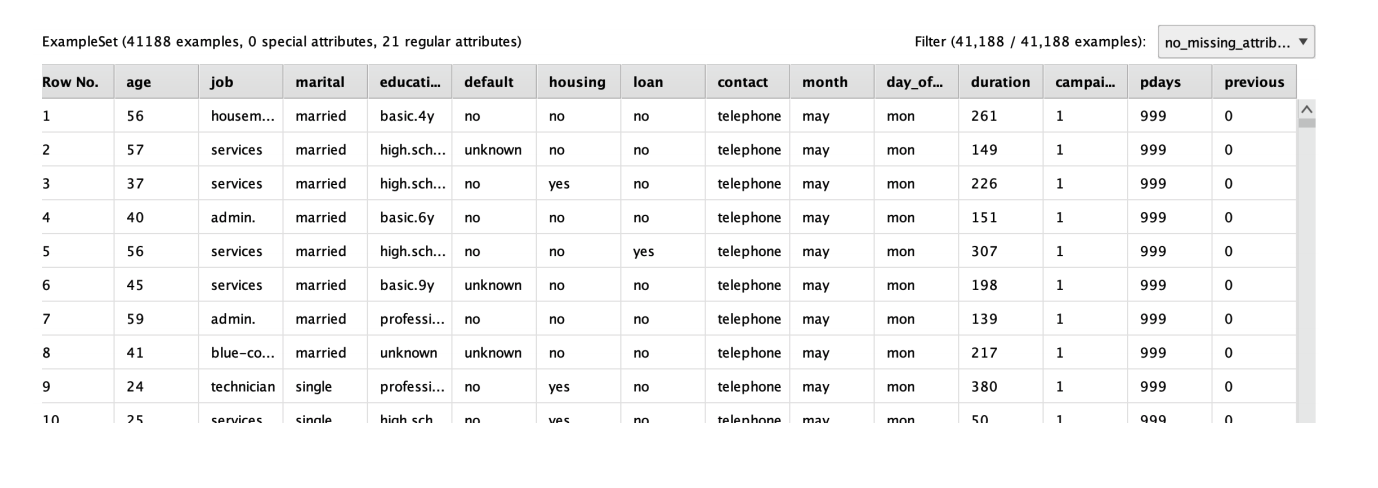 ExampleSet (41188 examples, 0 special attributes, 21 regular attributes) Filter (41,188 / 41,188 examples): no_missing_attrib... ▼
Row No. age job marital educati... default housing loan contact month day_of... duration campai... pdays previous
1 56 housem... married basic.4y no no no telephone may mon 261 1 999 0
2 57 services married high.sch... unknown no no telephone may mon 149 1 999 0
3 37 services married high.sch... no yes no telephone may mon 226 1 999 0
4 40 admin. married basic.6y no no no telephone may mon 151 1 999 0
5 56 services married high.sch... no no yes telephone may mon 307 1 999 0
6 45 services married basic.9y unknown no no telephone may mon 198 1 999 0
7 59 admin. married professi... no no no telephone may mon 139 1 999 0
8 41 blue-co... married unknown unknown no no telephone may mon 217 1 999 0
9 24 technician single professi... no yes no telephone may mon 380 1 999 0
10 25 services single high.sch... no yes no telephone may mon 50 1 999 0